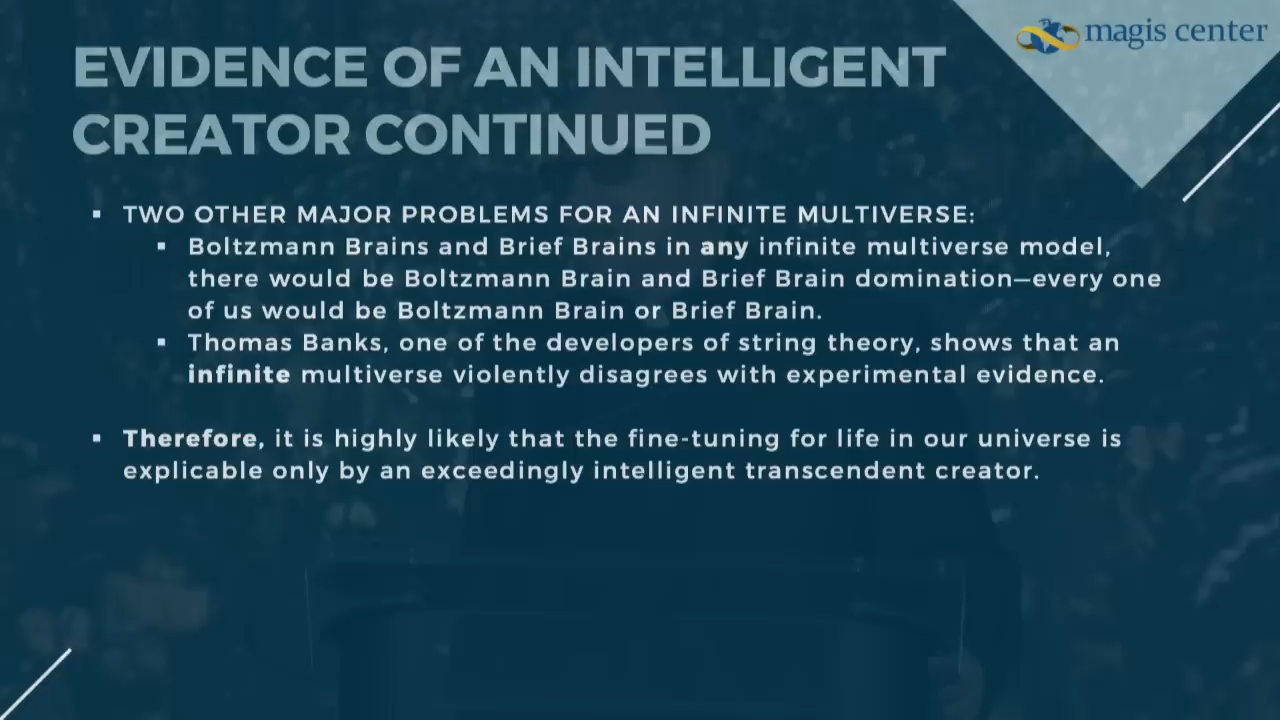 magis center
EVIDENCE OF AN INTELLIGENT
CREATOR CONTINUED
▪ TWO OTHER MAJOR PROBLEMS FOR AN INFINITE MULTIVERSE:
▪ Boltzmann Brains and Brief Brains in any infinite multiverse model,
there would be Boltzmann Brain and Brief Brain domination—every one
of us would be Boltzmann Brain or Brief Brain.
▪ Thomas Banks, one of the developers of string theory, shows that an
infinite multiverse violently disagrees with experimental evidence.
▪ Therefore, it is highly likely that the fine-tuning for life in our universe is
explicable only by an exceedingly intelligent transcendent creator.